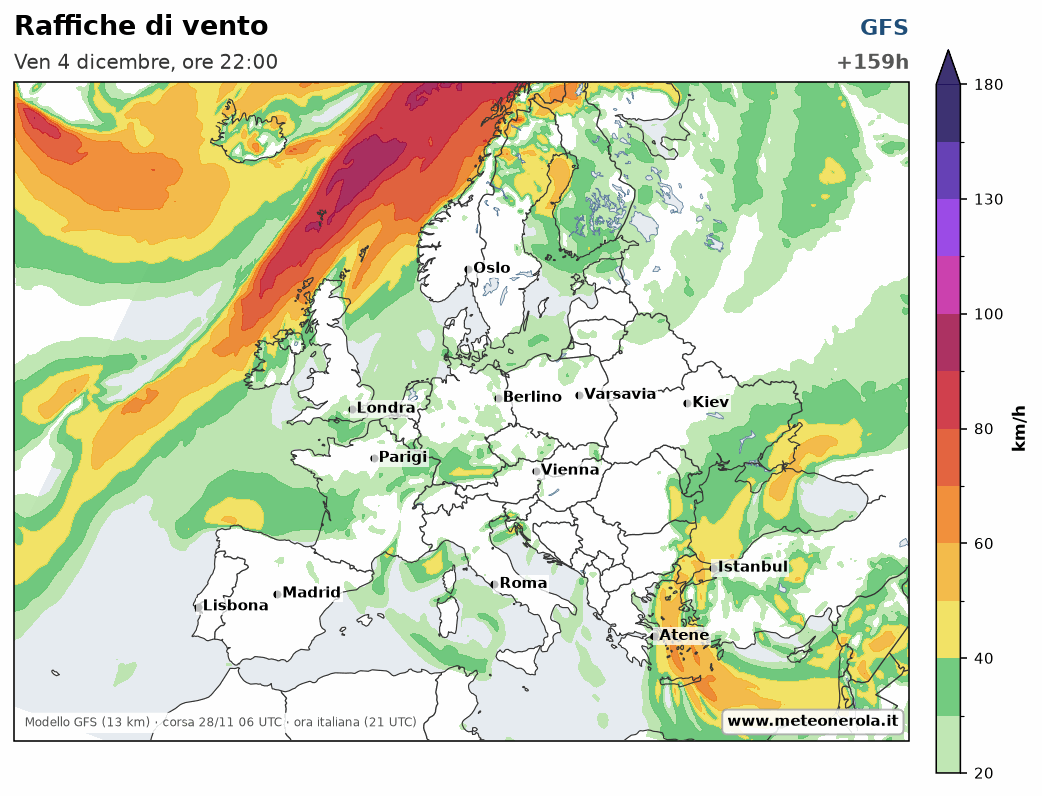 Raffiche di vento
GFS
Ven 4 dicembre, ore 22:00
+159h
180
130
100
80
60
40
20
km/h
Oslo
Londra
Berlino
Varsavia
Kiev
Parigi
Vienna
Istanbul
Roma
Madrid
Lisbona
Atene
Modello GFS (13 km) · corsa 28/11 06 UTC · ora italiana (21 UTC)
www.meteonerola.it